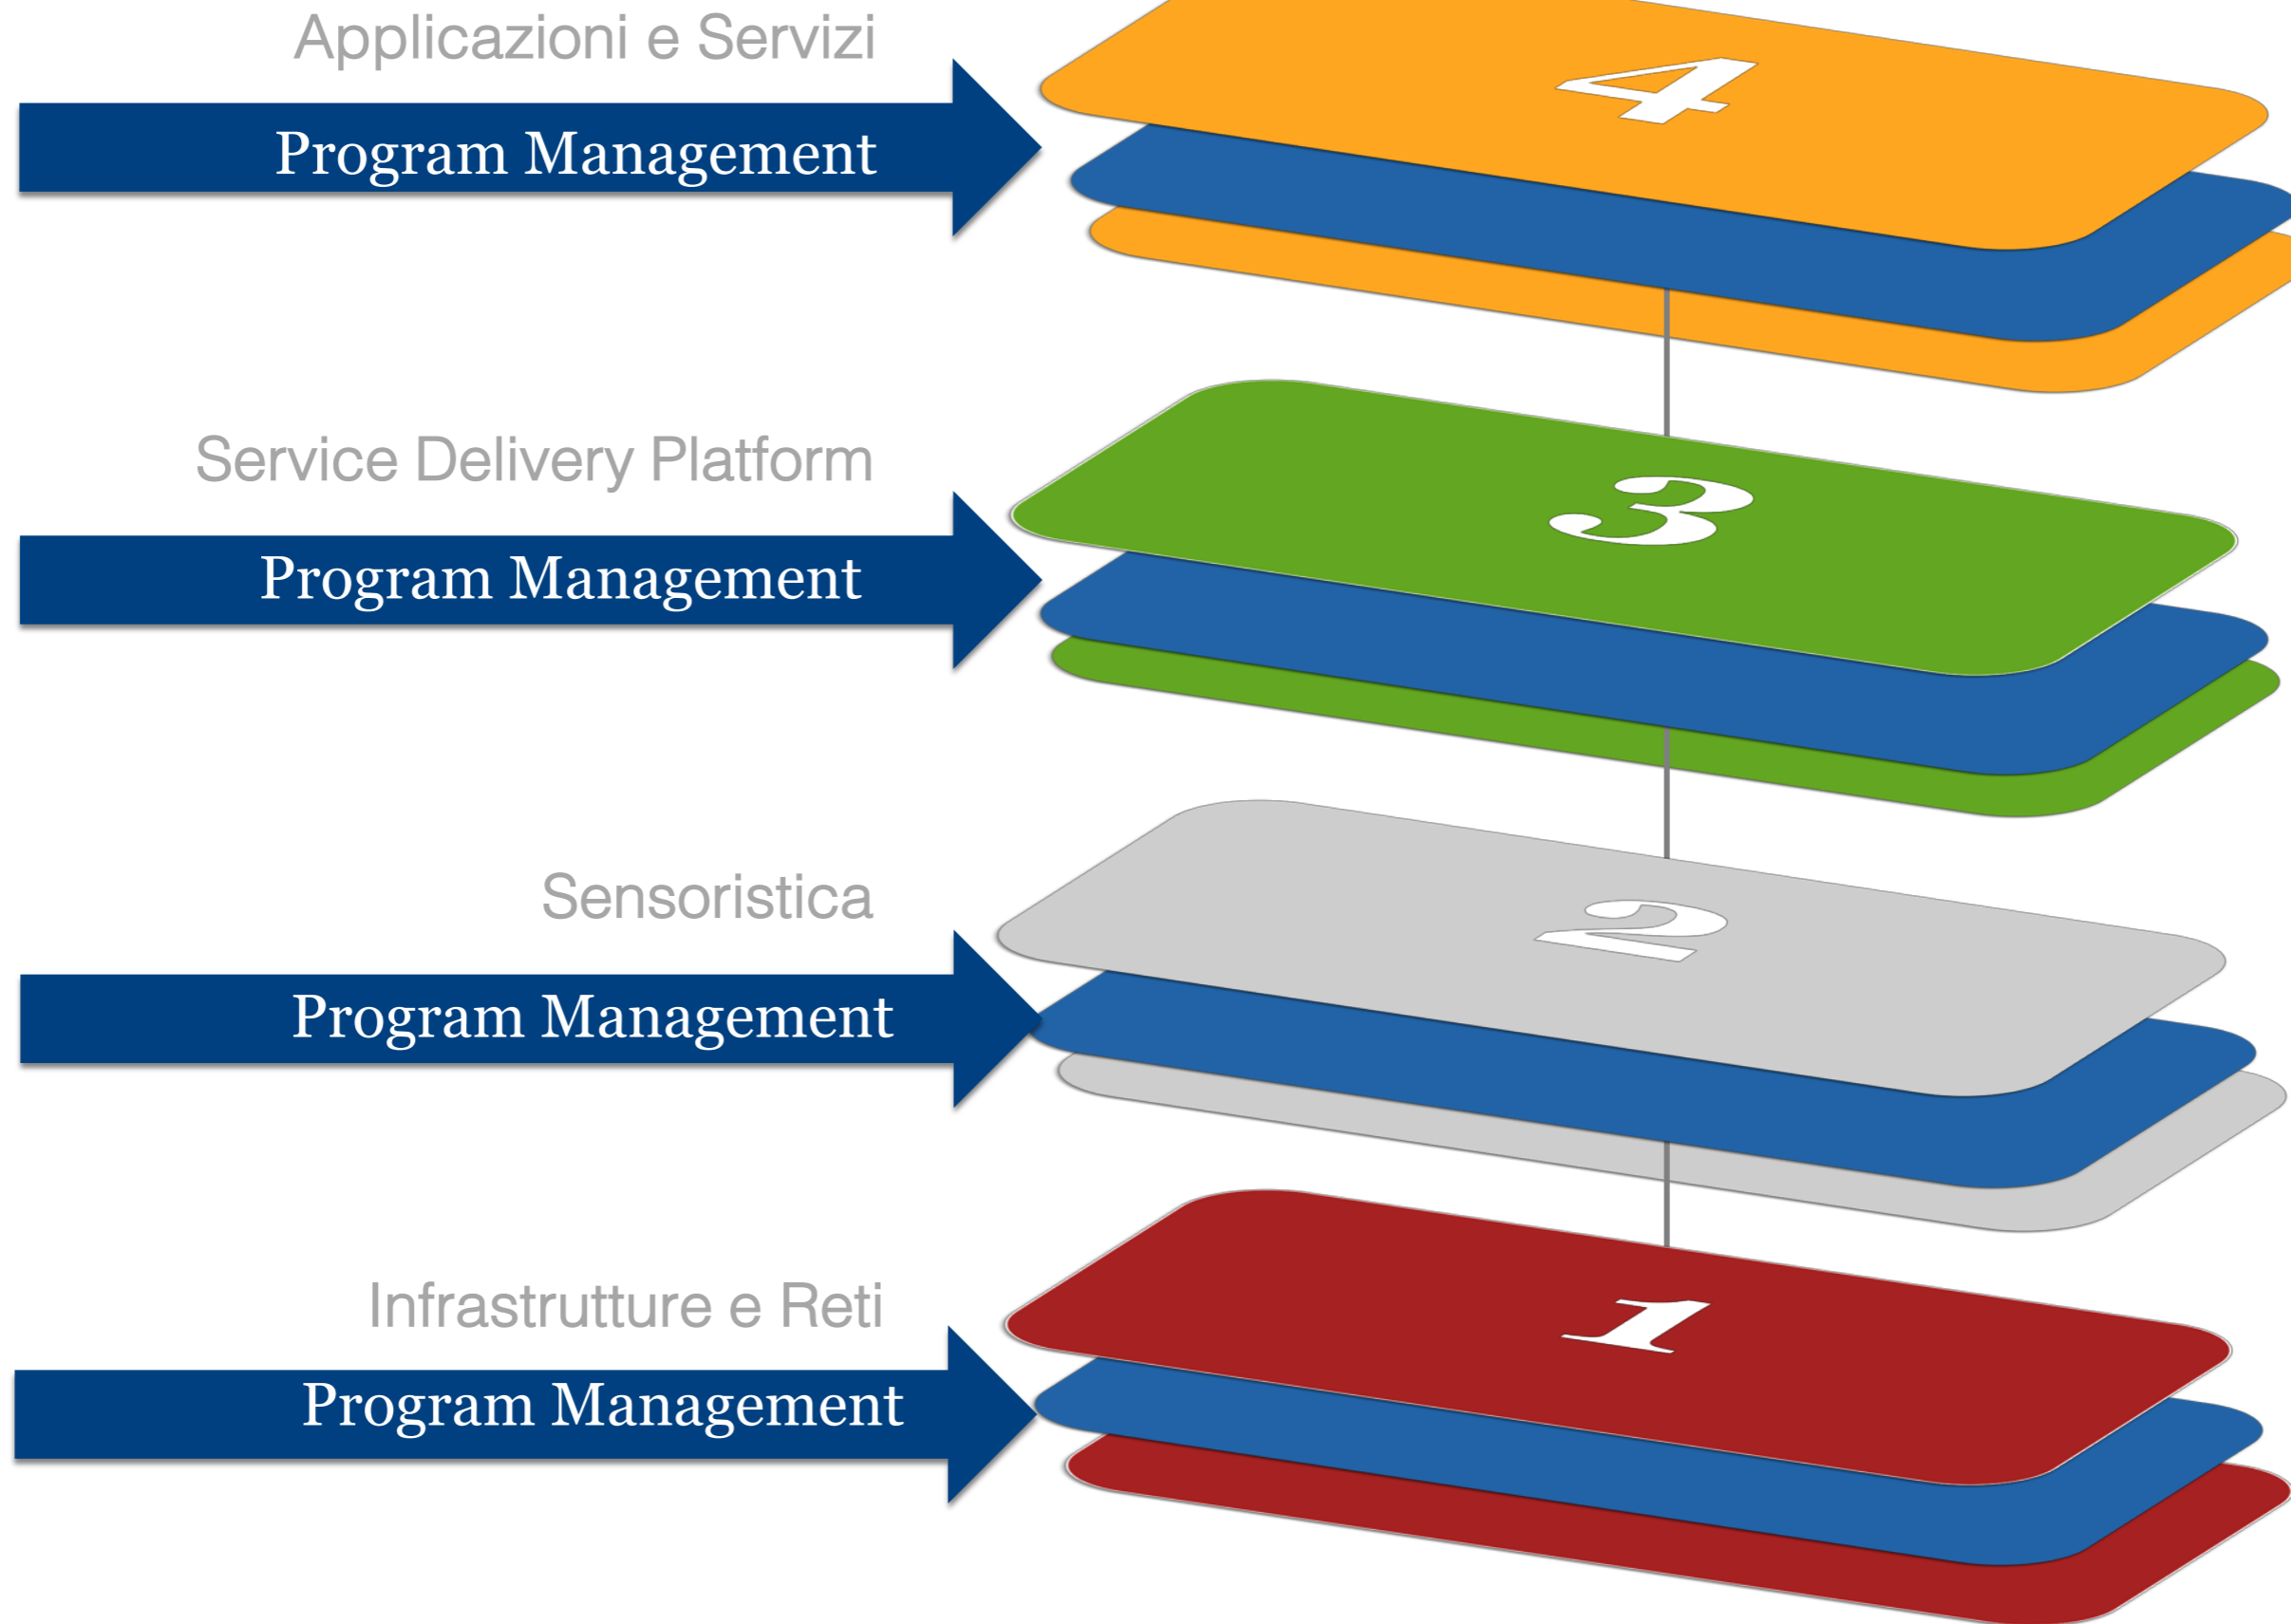 Applicazioni e Servizi
Program Management
4
Service Delivery Platform
Program Management
3
Sensoristica
Program Management
2
Infrastrutture e Reti
Program Management
1